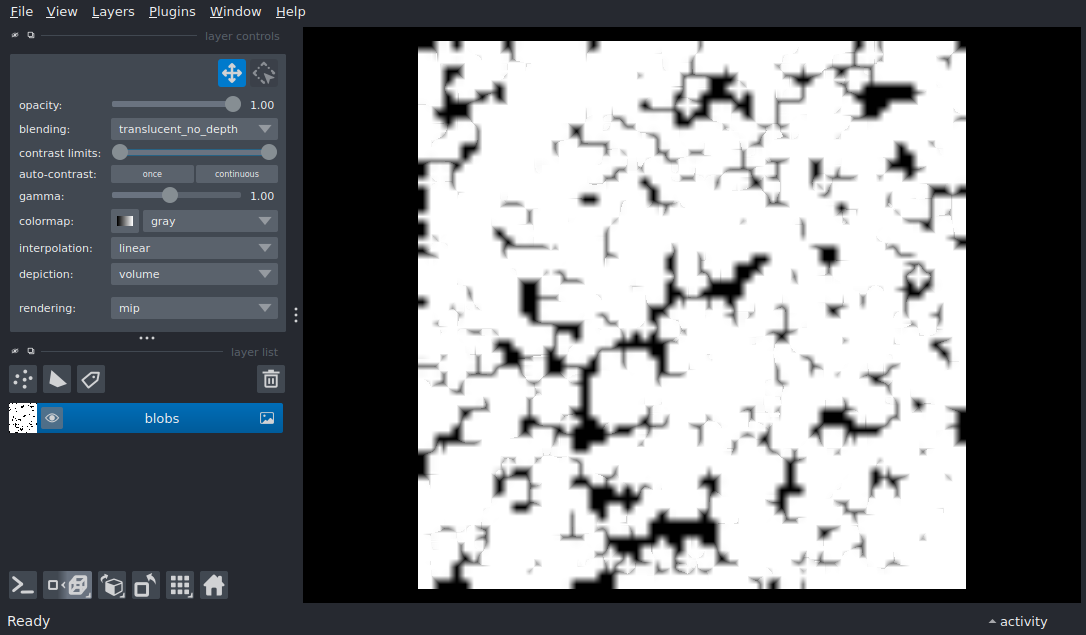 File View Layers Plugins Window Help
layer controls
opacity: 1.00
blending: translucent_no_depth
contrast limits:
auto-contrast: once continuous
gamma: 1.00
colormap: gray
interpolation: linear
depiction: volume
rendering: mip
layer list
blobs
Ready
activity